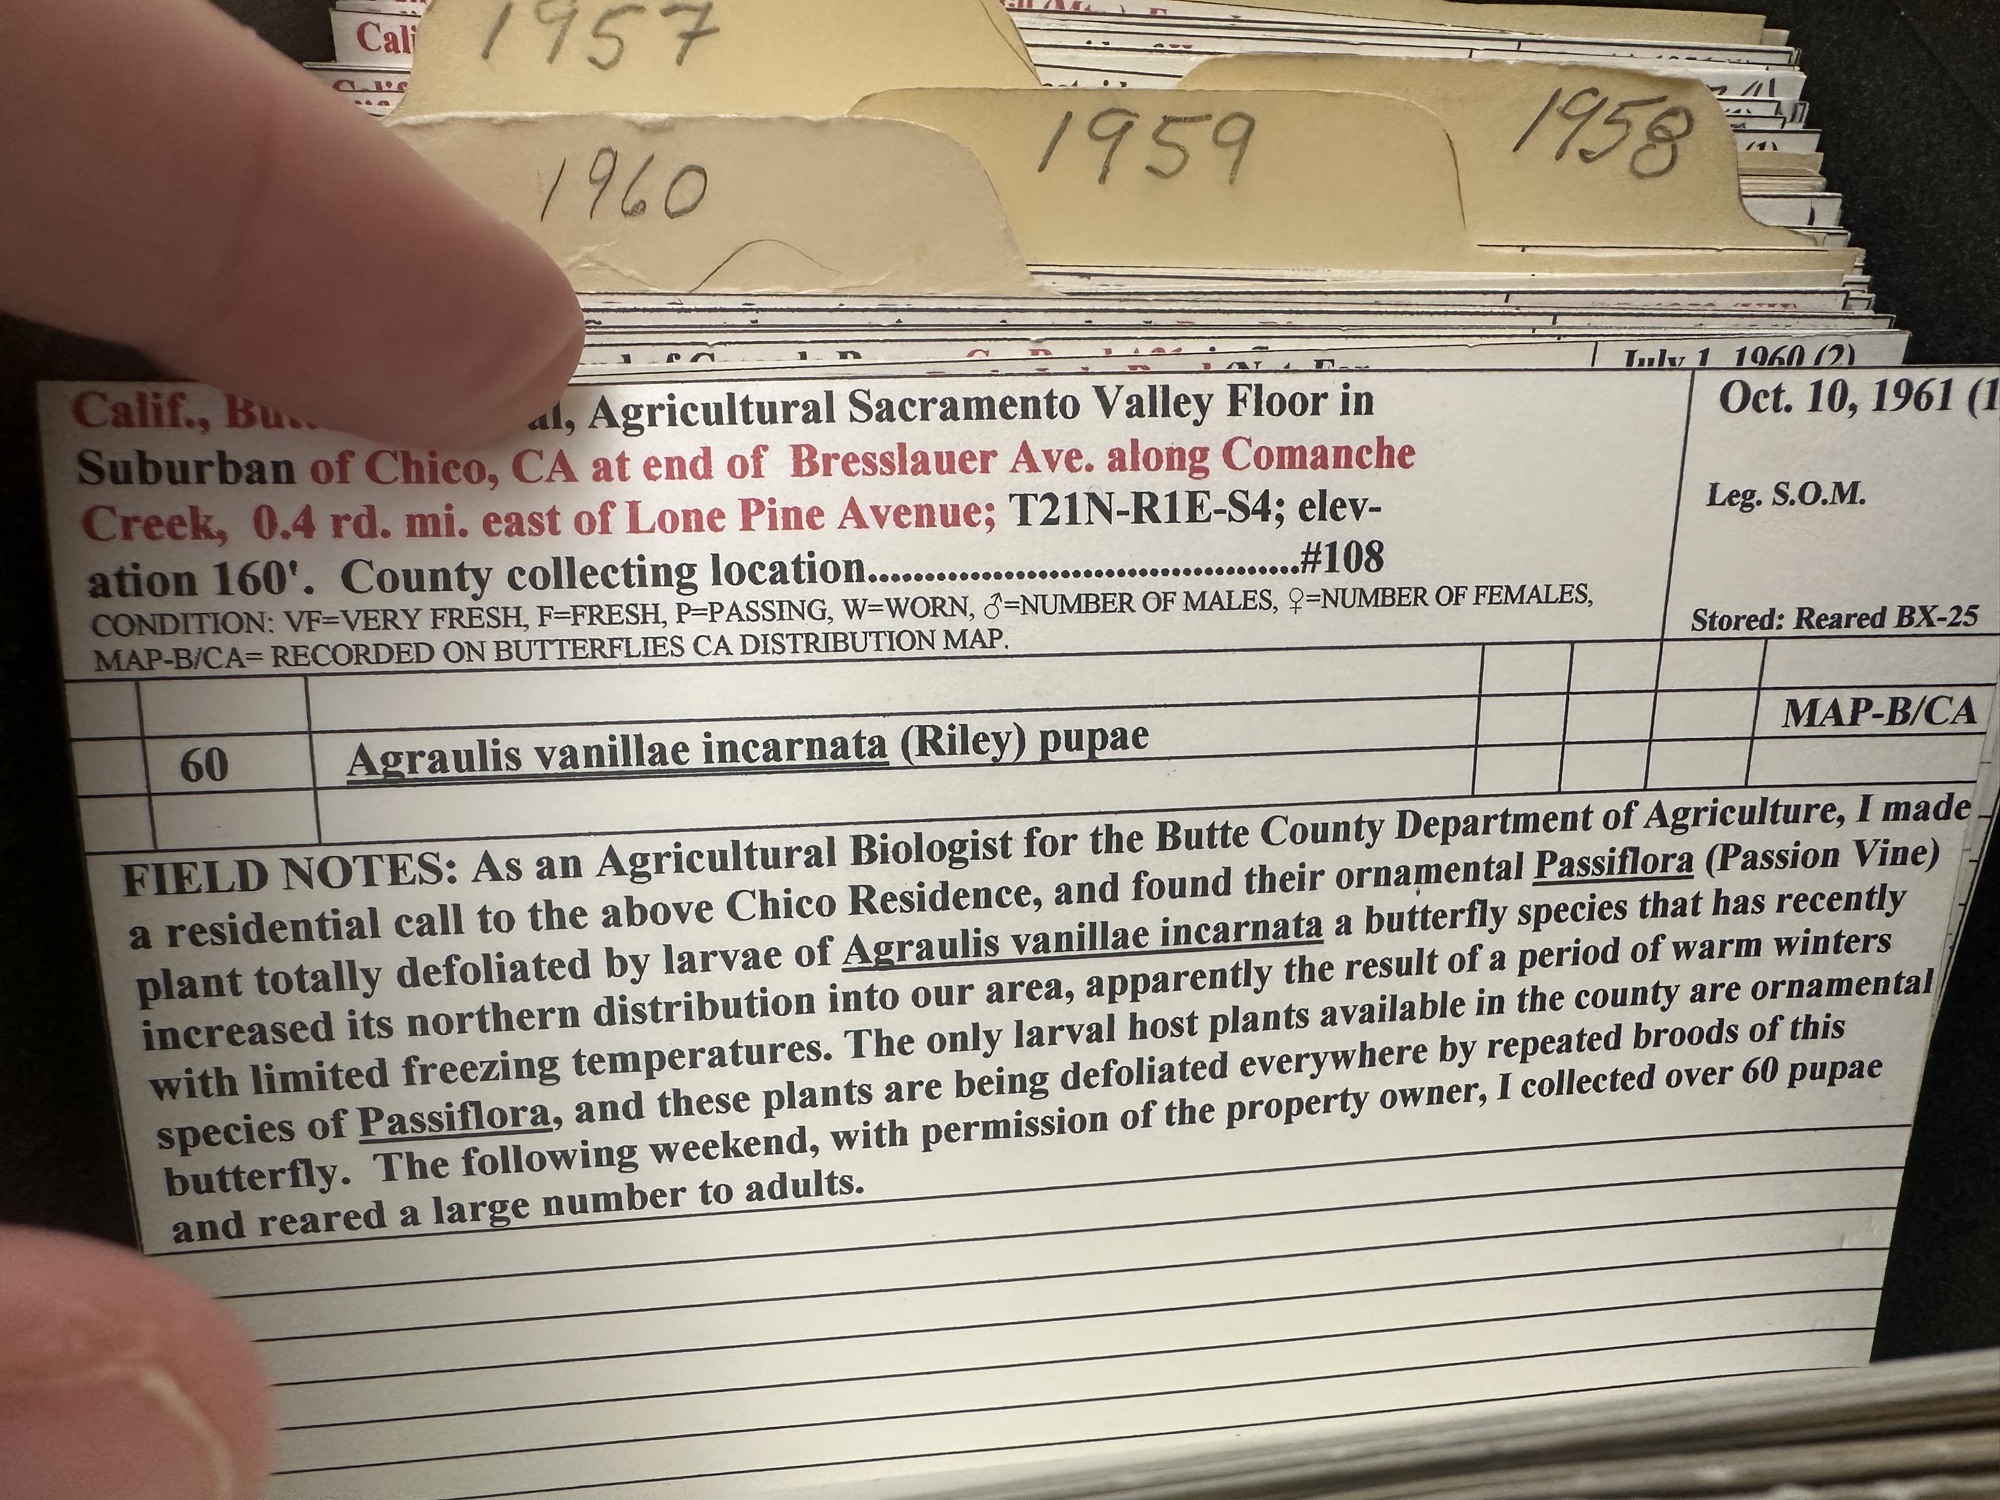 1957
1958
1959
1960
July 1, 1960 (2)
Calif., Agricultural Sacramento Valley Floor in
Suburban of Chico, CA at end of Bresslauer Ave. along Comanche
Creek, 0.4 rd. mi. east of Lone Pine Avenue; T21N-R1E-S4; elev-
ation 160'. County collecting location......................................#108
Oct. 10, 1961 (1
Leg. S.O.M.
Stored: Reared BX-25
CONDITION: VF=VERY FRESH, F=FRESH, P=PASSING, W=WORN, ♂=NUMBER OF MALES, ♀=NUMBER OF FEMALES,
MAP-B/CA= RECORDED ON BUTTERFLIES CA DISTRIBUTION MAP.
60 Agraulis vanillae incarnata (Riley) pupae MAP-B/CA
FIELD NOTES: As an Agricultural Biologist for the Butte County Department of Agriculture, I made
a residential call to the above Chico Residence, and found their ornamental Passiflora (Passion Vine)
plant totally defoliated by larvae of Agraulis vanillae incarnata a butterfly species that has recently
increased its northern distribution into our area, apparently the result of a period of warm winters
with limited freezing temperatures. The only larval host plants available in the county are ornamental
species of Passiflora, and these plants are being defoliated everywhere by repeated broods of this
butterfly. The following weekend, with permission of the property owner, I collected over 60 pupae
and reared a large number to adults.